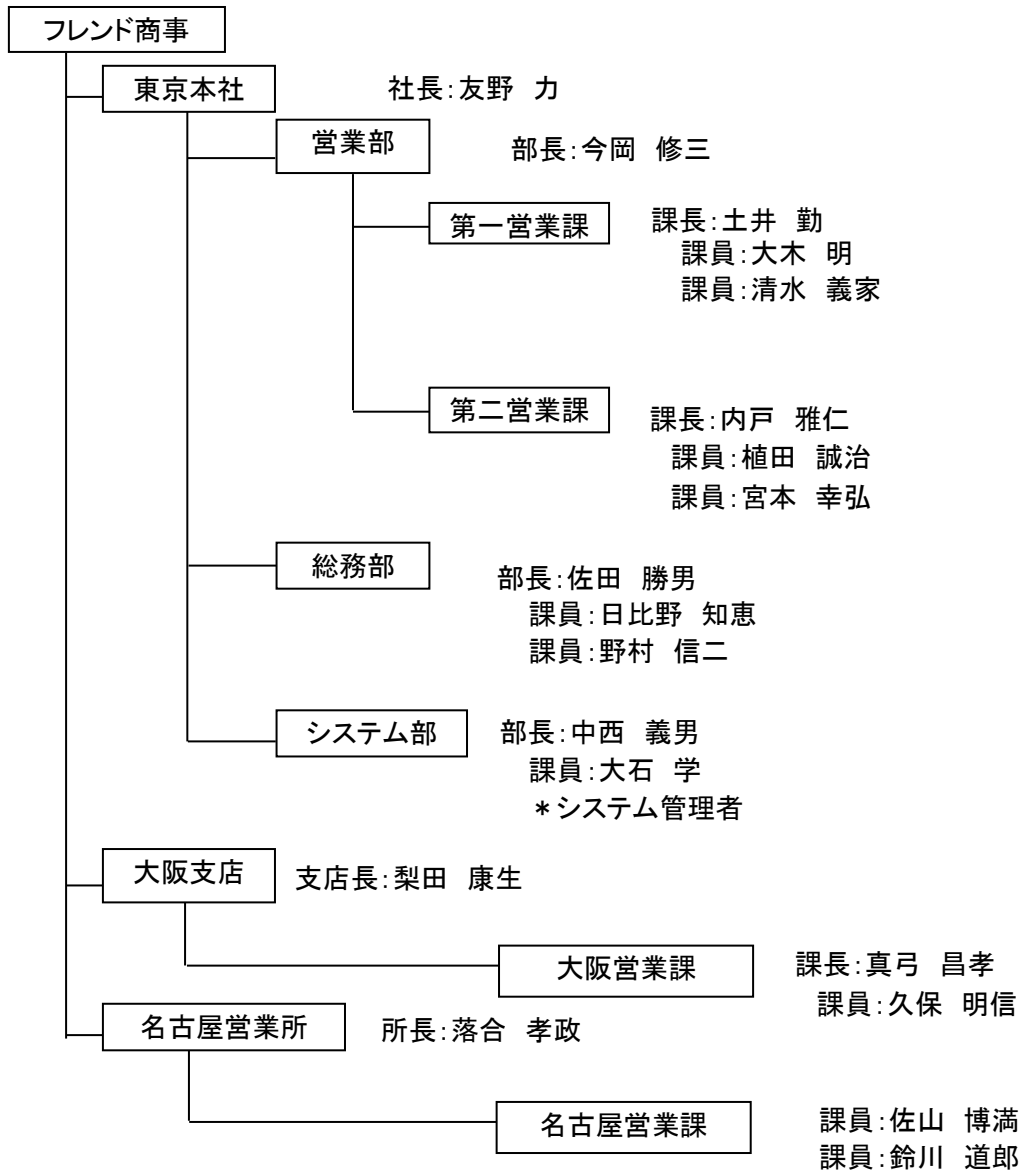 フレンド商事
東京本社
社長:友野 力
営業部
部長:今岡 修三
第一営業課
課長:土井 勤
課員:大木 明
課員:清水 義家
第二営業課
課長:内戸 雅仁
課員:植田 誠治
課員:宮本 幸弘
総務部
部長:佐田 勝男
課員:日比野 知恵
課員:野村 信二
システム部
部長:中西 義男
課員:大石 学
*システム管理者
大阪支店
支店長:梨田 康生
大阪営業課
課長:真弓 昌孝
課員:久保 明信
名古屋営業所
所長:落合 孝政
名古屋営業課
課員:佐山 博満
課員:鈴川 道郎